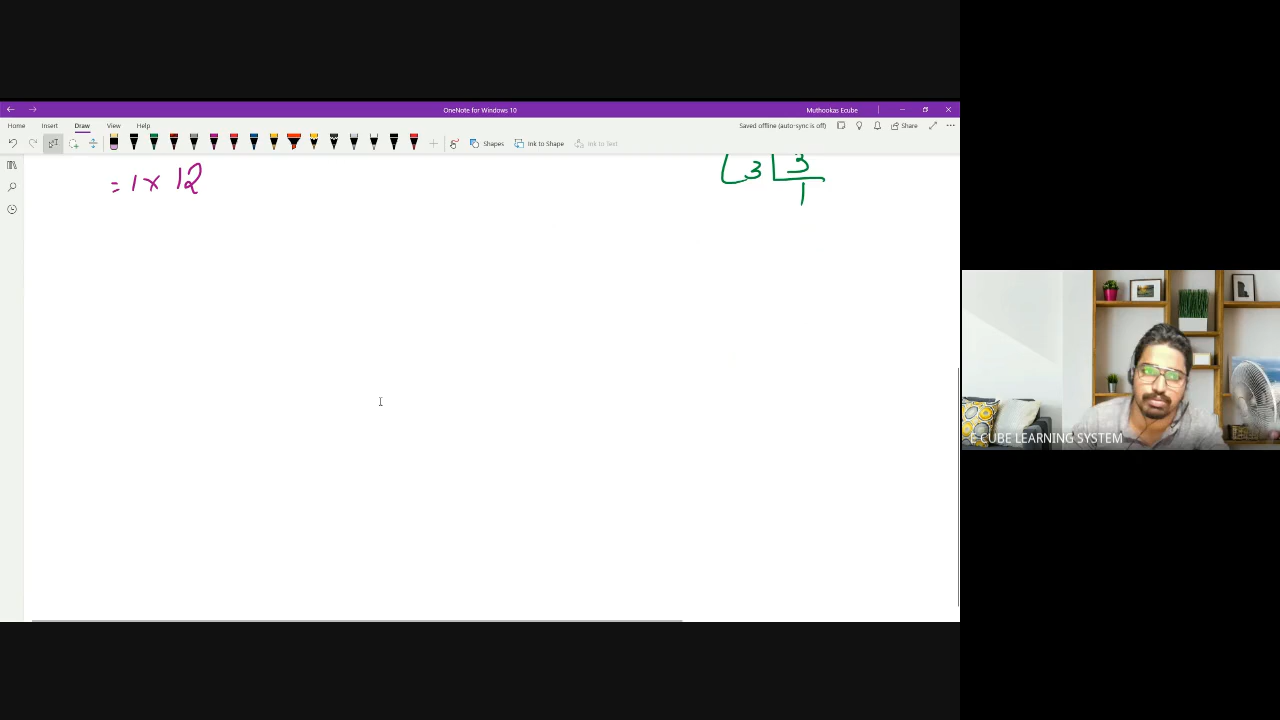 OneNote for Windows 10
Muthookas Ecube
Home Insert Draw View Help
Saved offline (auto-sync is off) Share
Shapes Ink to Shape Ink to Text
= 1 x 12
3 3
1
E CUBE LEARNING SYSTEM